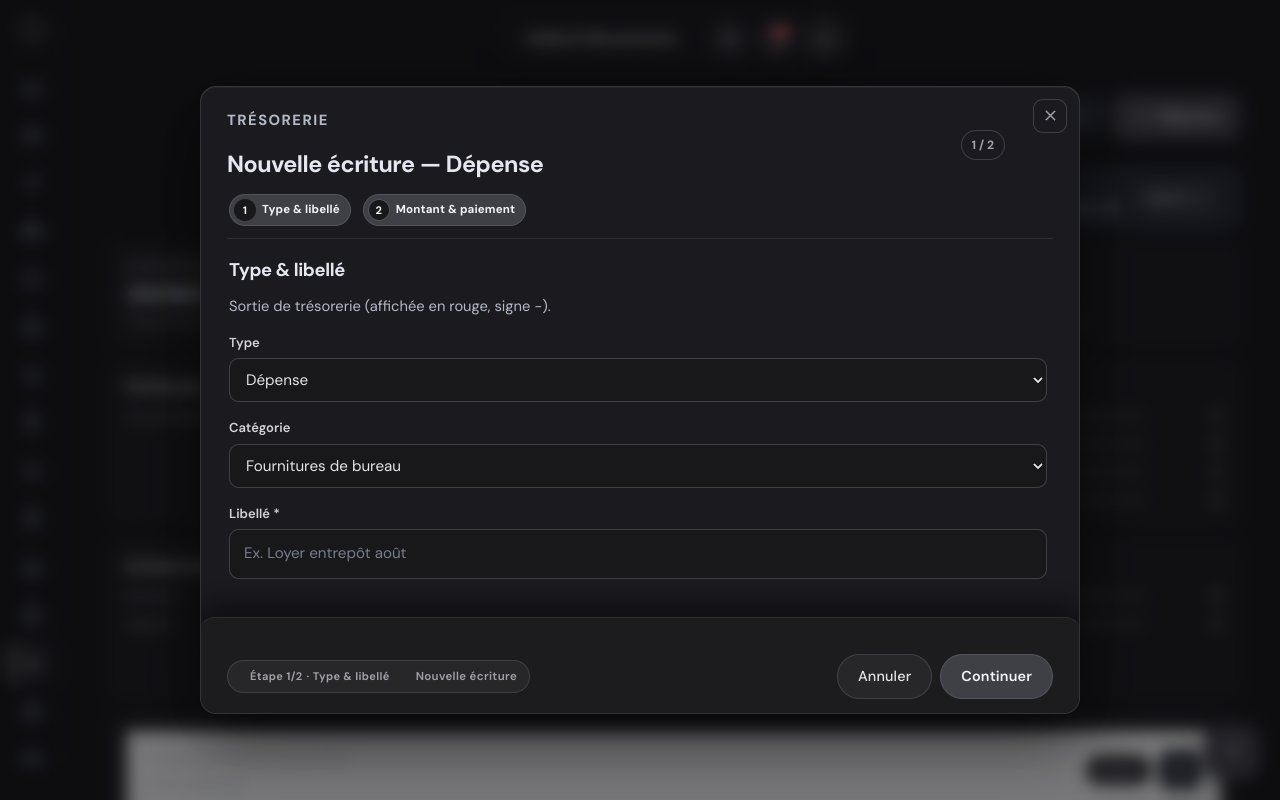 TRÉSORERIE
1 / 2
Nouvelle écriture — Dépense
1 Type & libellé 2 Montant & paiement
Type & libellé
Sortie de trésorerie (affichée en rouge, signe -).
Type
Dépense
Catégorie
Fournitures de bureau
Libellé *
Ex. Loyer entrepôt août
Étape 1/2 · Type & libellé Nouvelle écriture
Annuler Continuer